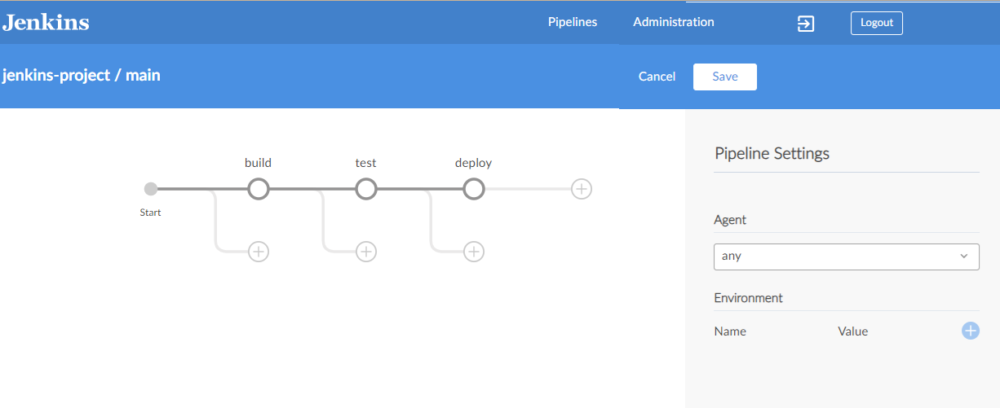 Jenkins
Pipelines Administration Logout
jenkins-project / main
Cancel Save
build test deploy
Start
Pipeline Settings
Agent
any
Environment
Name Value